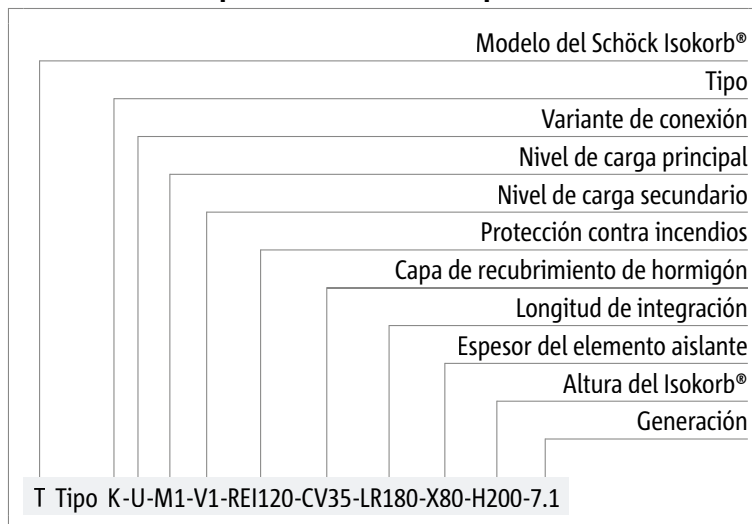 Modelo del Schöck Isokorb®
Tipo
Variante de conexión
Nivel de carga principal
Nivel de carga secundario
Protección contra incendios
Capa de recubrimiento de hormigón
Longitud de integración
Espesor del elemento aislante
Altura del Isokorb®
Generación
T Tipo K-U-M1-V1-REI120-CV35-LR180-X80-H200-7.1